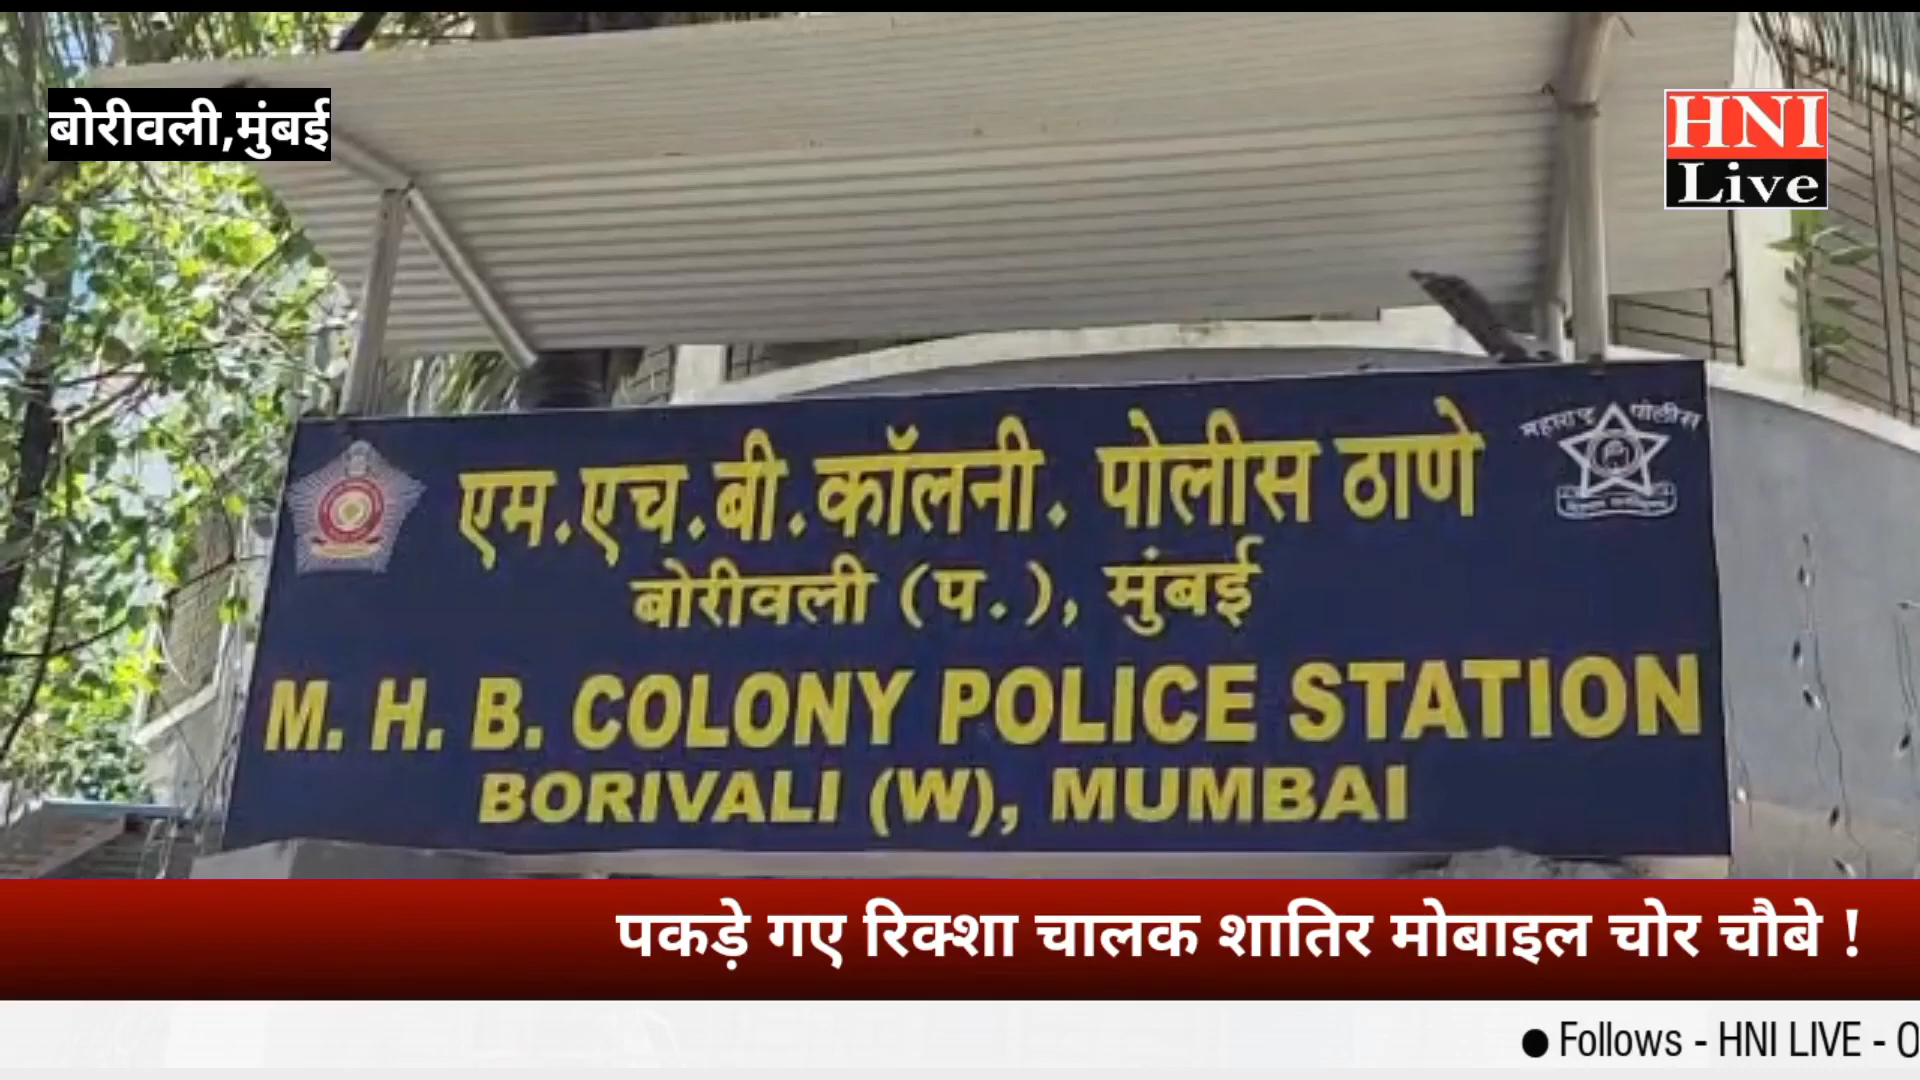 बोरीवली,मुंबई
HNI
Live
महाराष्ट्र पोलीस
एम.एच.बी.कॉलनी. पोलीस ठाणे
बोरीवली (प.), मुंबई
M. H. B. COLONY POLICE STATION
BORIVALI (W), MUMBAI
पकड़े गए रिक्शा चालक शातिर मोबाइल चोर चौबे !
● Follows - HNI LIVE - O